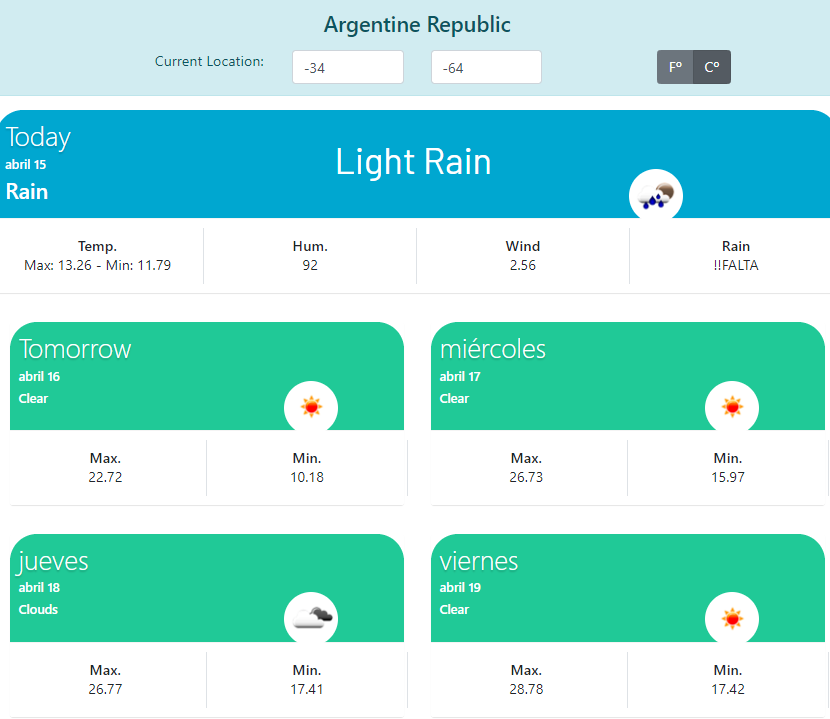 Argentine Republic
Current Location: -34 -64 Fº Cº
Today
abril 15
Rain
Light Rain
Temp. Hum. Wind Rain
Max: 13.26 - Min: 11.79 92 2.56 !!FALTA
Tomorrow
abril 16
Clear
Max. Min.
22.72 10.18
miércoles
abril 17
Clear
Max. Min.
26.73 15.97
jueves
abril 18
Clouds
Max. Min.
26.77 17.41
viernes
abril 19
Clear
Max. Min.
28.78 17.42